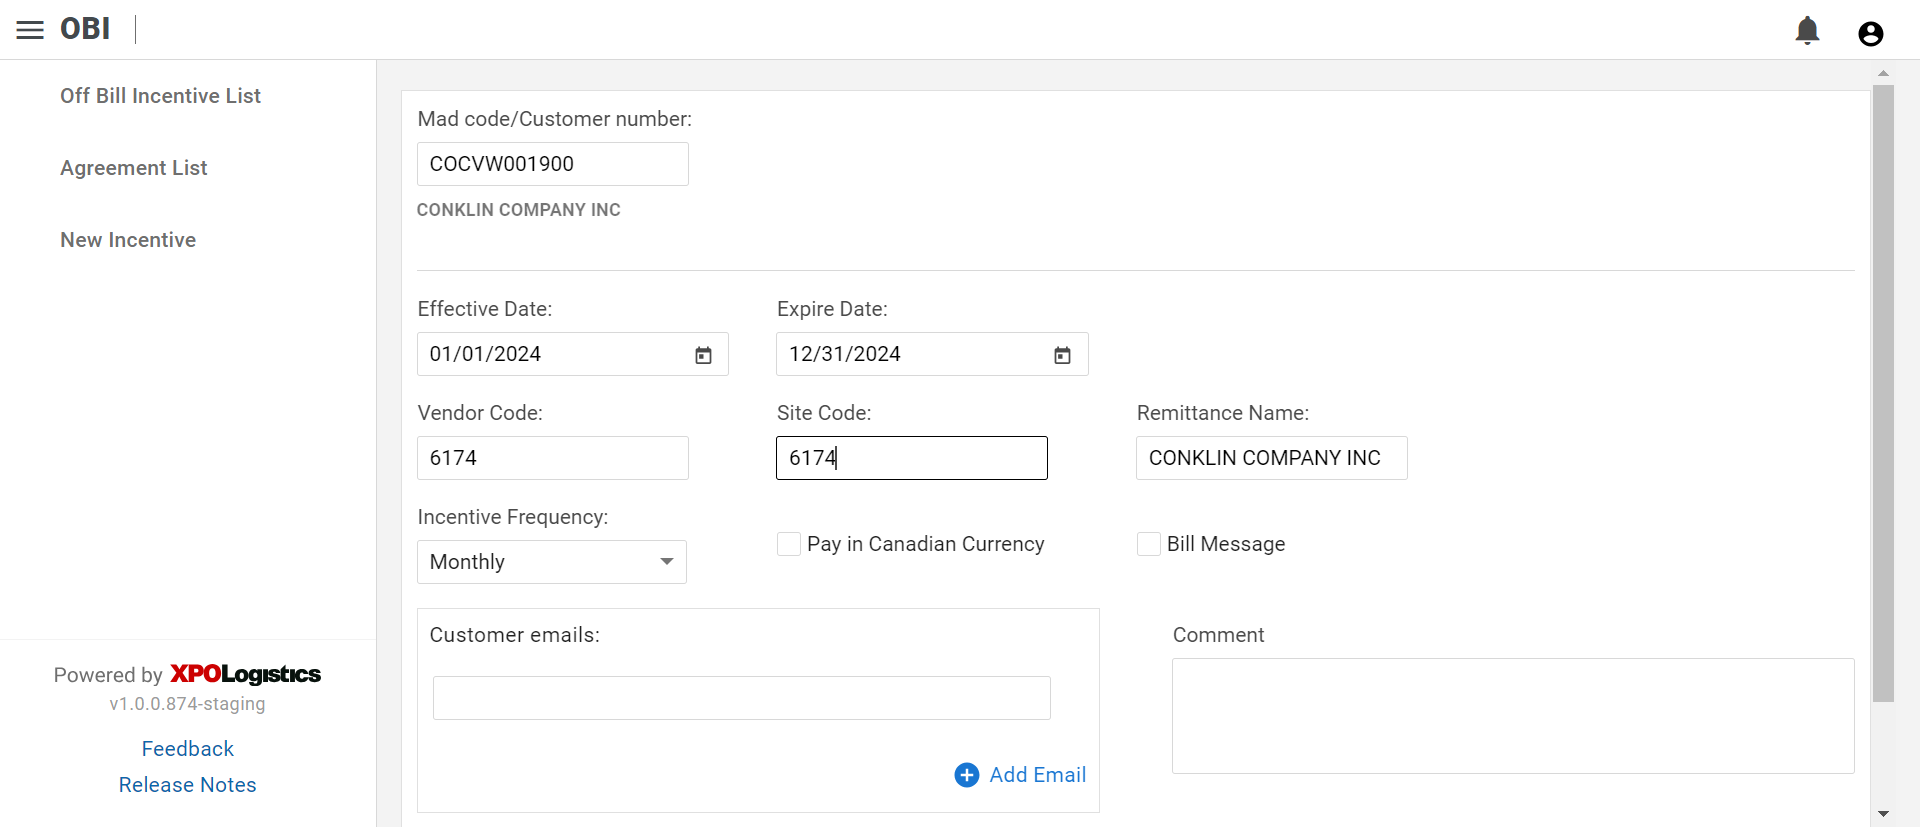 OBI
Off Bill Incentive List
Agreement List
New Incentive
Powered by XPOLogistics
v1.0.0.874-staging
Feedback
Release Notes
Mad code/Customer number:
COCVW001900
CONKLIN COMPANY INC
Effective Date: Expire Date:
01/01/2024 12/31/2024
Vendor Code: Site Code: Remittance Name:
6174 6174 CONKLIN COMPANY INC
Incentive Frequency:
Monthly Pay in Canadian Currency Bill Message
Customer emails: Comment
Add Email